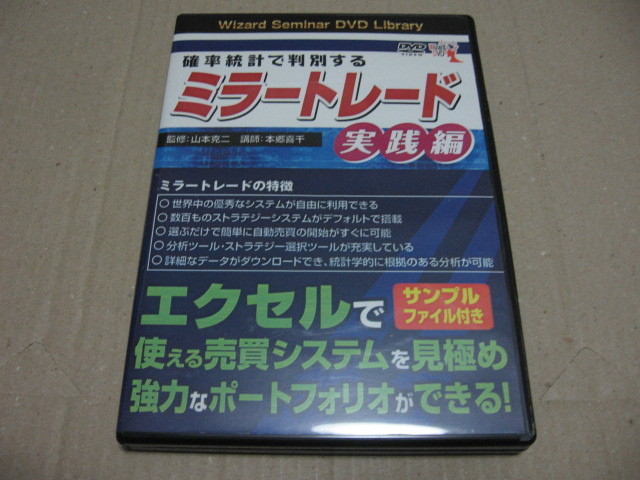 Wizard Seminar DVD Library
DVD
VIDEO
確率統計で判別する
ミラートレード
監修：山本克二　講師：本郷喜千
実践編
ミラートレードの特徴
○世界中の優秀なシステムが自由に利用できる
○数百ものストラテジーシステムがデフォルトで搭載
○選ぶだけで簡単に自動売買の開始がすぐに可能
○分析ツール・ストラテジー選択ツールが充実している
○詳細なデータがダウンロードでき、統計学的に根拠のある分析が可能
エクセルで
サンプル
ファイル付き
使える売買システムを見極め
強力なポートフォリオができる！